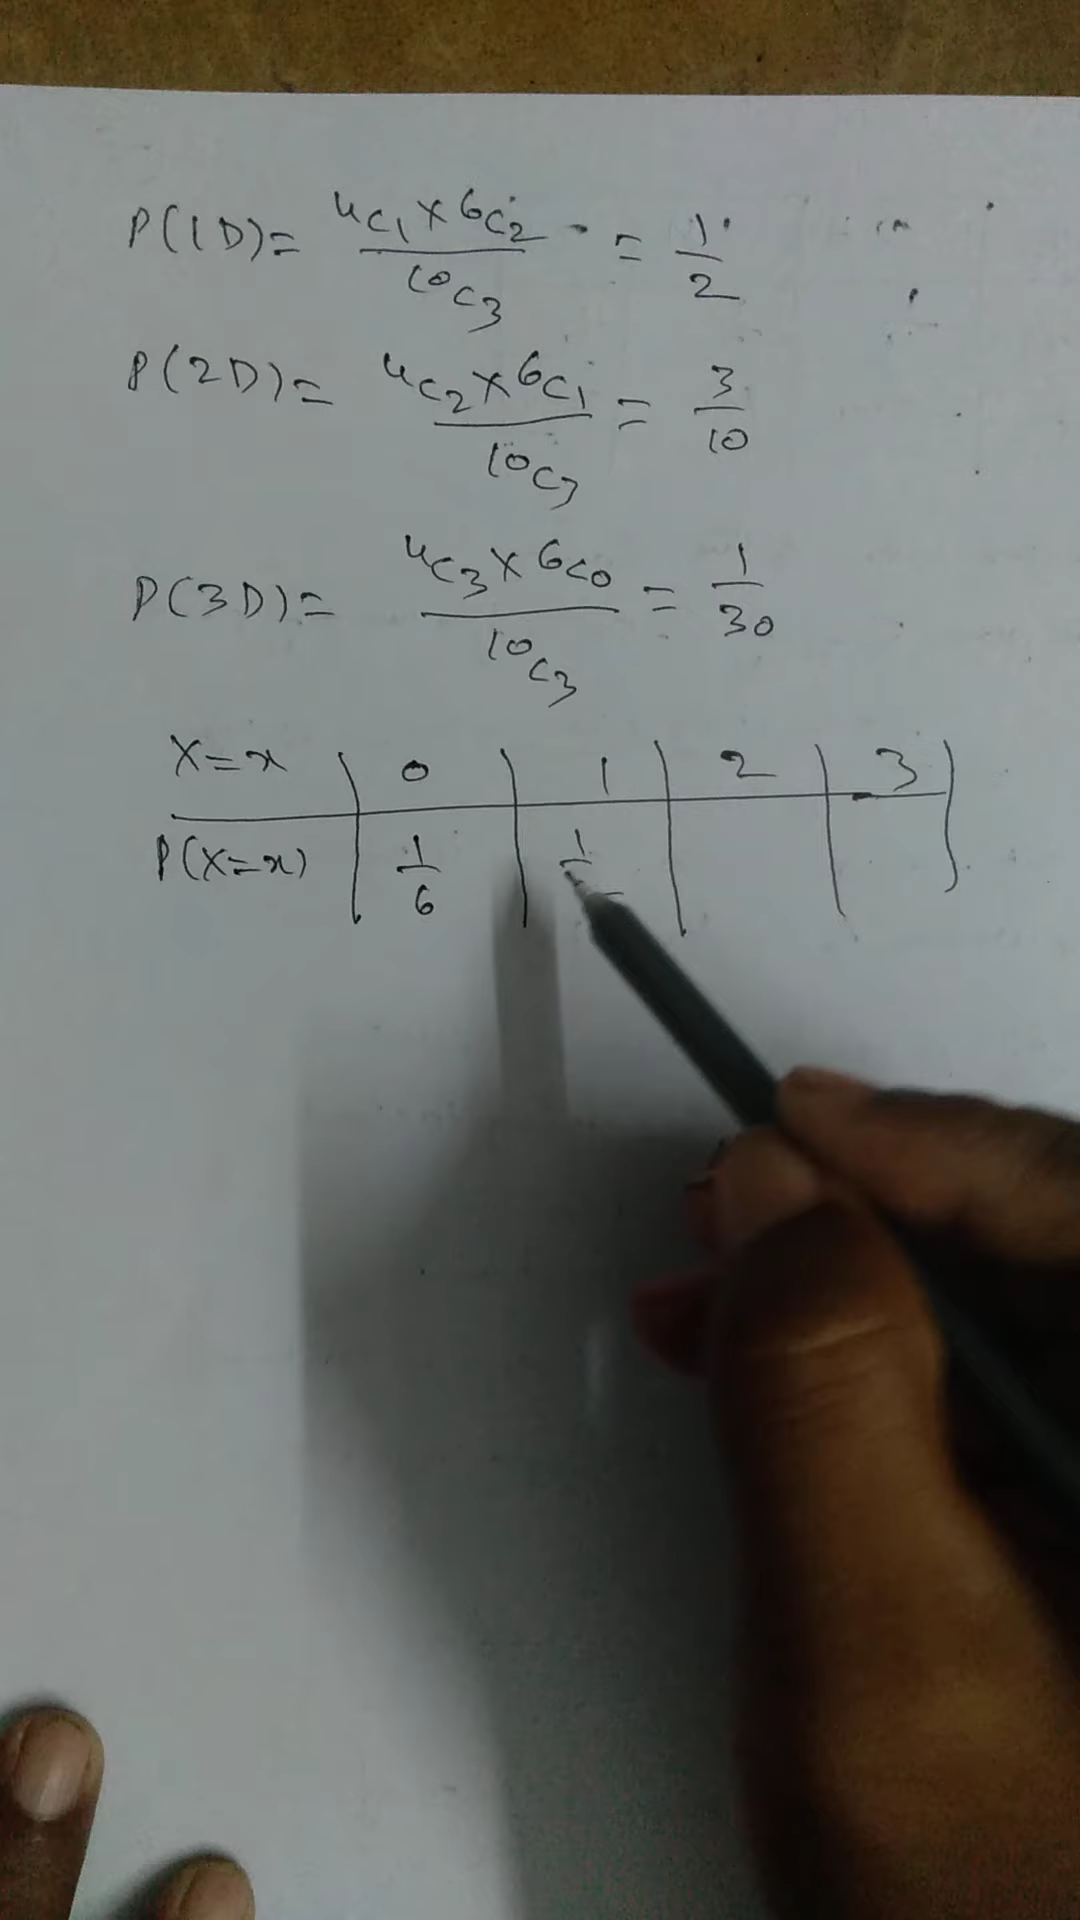 P(1D) = ⁴C₁ × ⁶C₂ / ¹⁰C₃ = 1/2
P(2D) = ⁴C₂ × ⁶C₁ / ¹⁰C₃ = 3/10
P(3D) = ⁴C₃ × ⁶C₀ / ¹⁰C₃ = 1/30
X=x | 0 | 1 | 2 | 3 |
P(X=x) | 1/6 | 1/